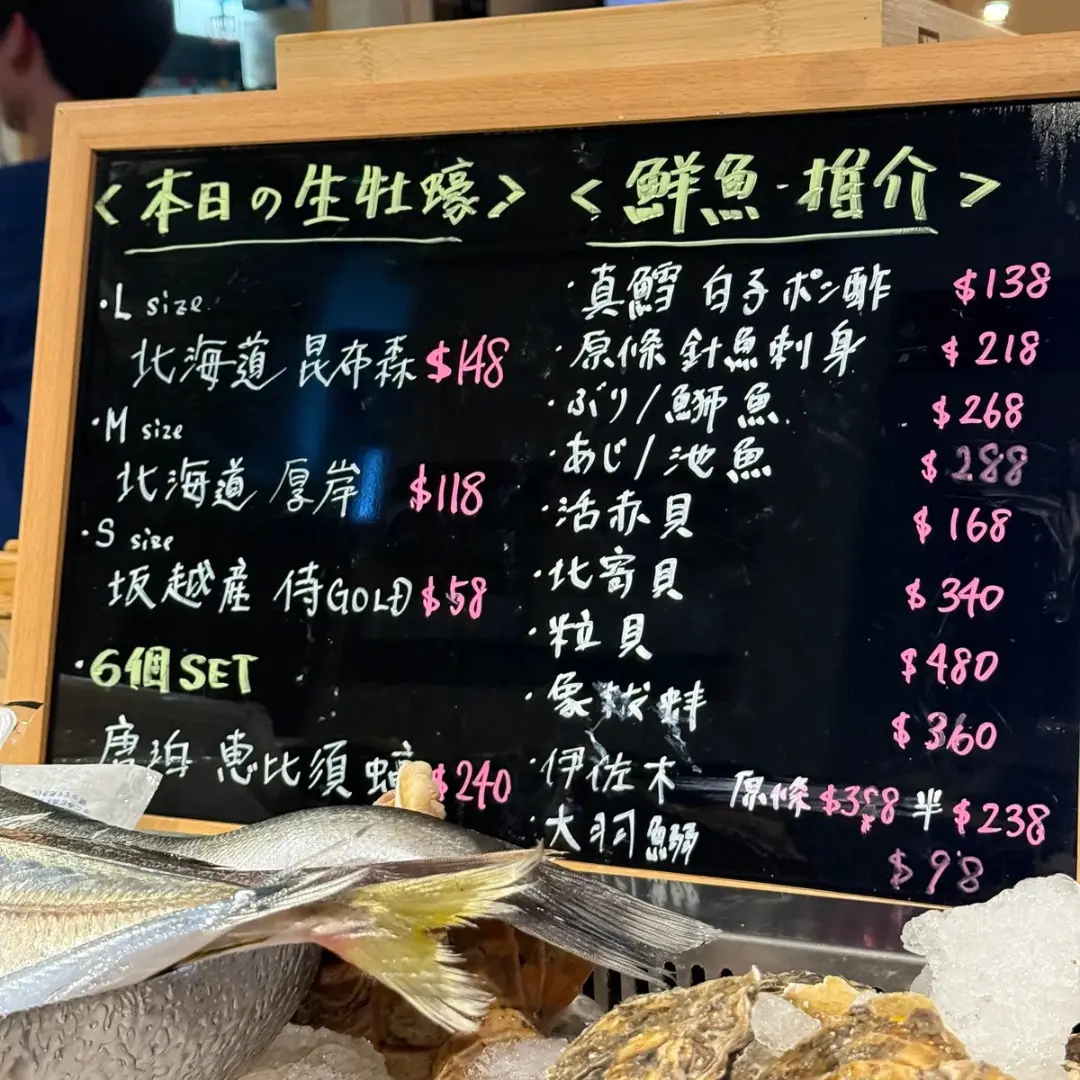 <本日の生牡蠔>
・L size
北海道 昆布森 $148
・M size
北海道 厚岸 $118
・S size
坂越産 侍GOLD $58
・6個SET
唐泊 恵比須 蠔 $240
<鮮魚・推介>
・真鱈 白子ポン酢 $138
・原條 針魚刺身 $218
・ぶり/鰤魚 $268
・あじ/池魚 $288
・活赤貝 $168
・北寄貝 $340
・粒貝 $480
・象拔蚌 $360
・伊佐木 原條 $398 半 $238
・大羽鰯 $98